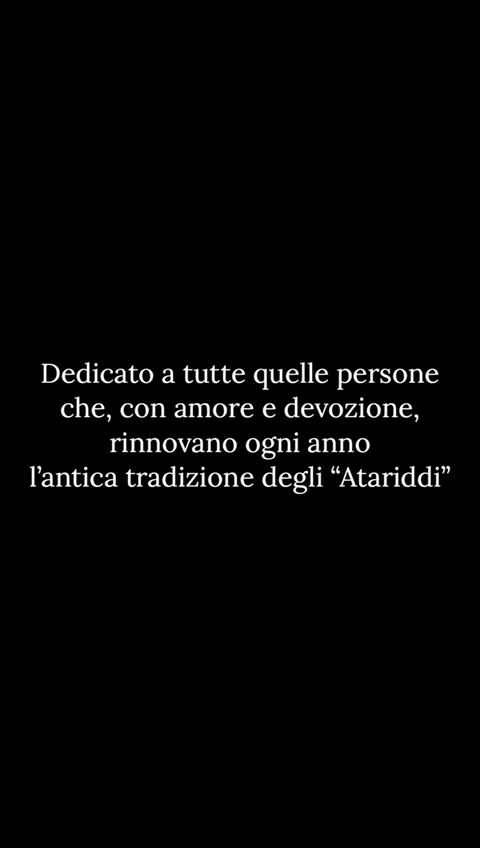 Dedicato a tutte quelle persone
che, con amore e devozione,
rinnovano ogni anno
l’antica tradizione degli “Atariddi”